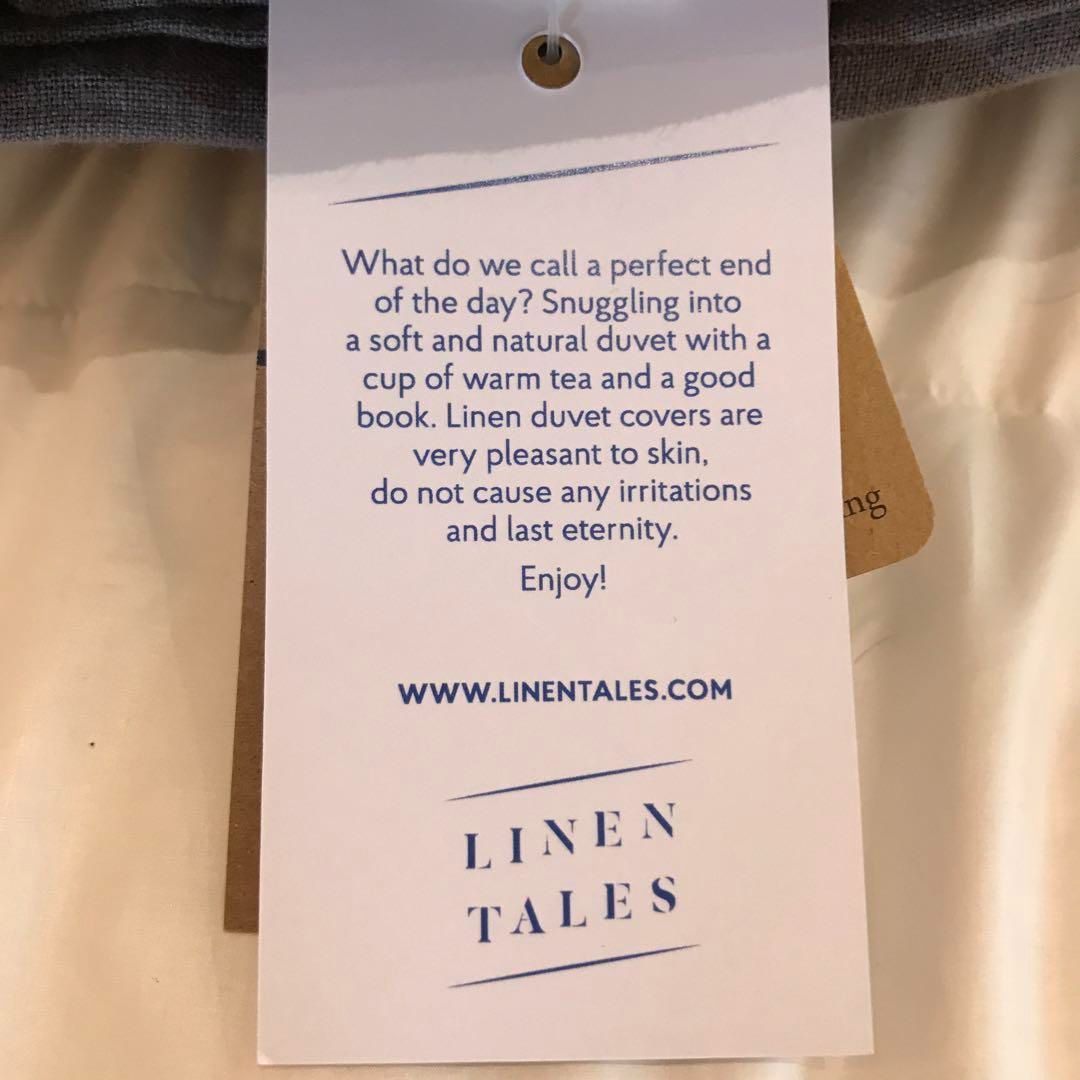 What do we call a perfect end
of the day? Snuggling into
a soft and natural duvet with a
cup of warm tea and a good
book. Linen duvet covers are
very pleasant to skin,
do not cause any irritations
and last eternity.
Enjoy!
ng
WWW.LINENTALES.COM
LINEN
TALES